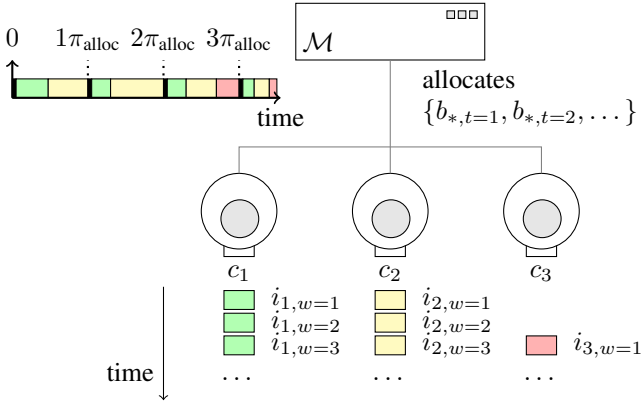 0 1π_alloc 2π_alloc 3π_alloc
ℳ
time
allocates
{b_{*,t=1}, b_{*,t=2}, . . . }
c_1 c_2 c_3
i_{1,w=1} i_{2,w=1}
i_{1,w=2} i_{2,w=2}
i_{1,w=3} i_{2,w=3} i_{3,w=1}
time
. . . . . . . . .